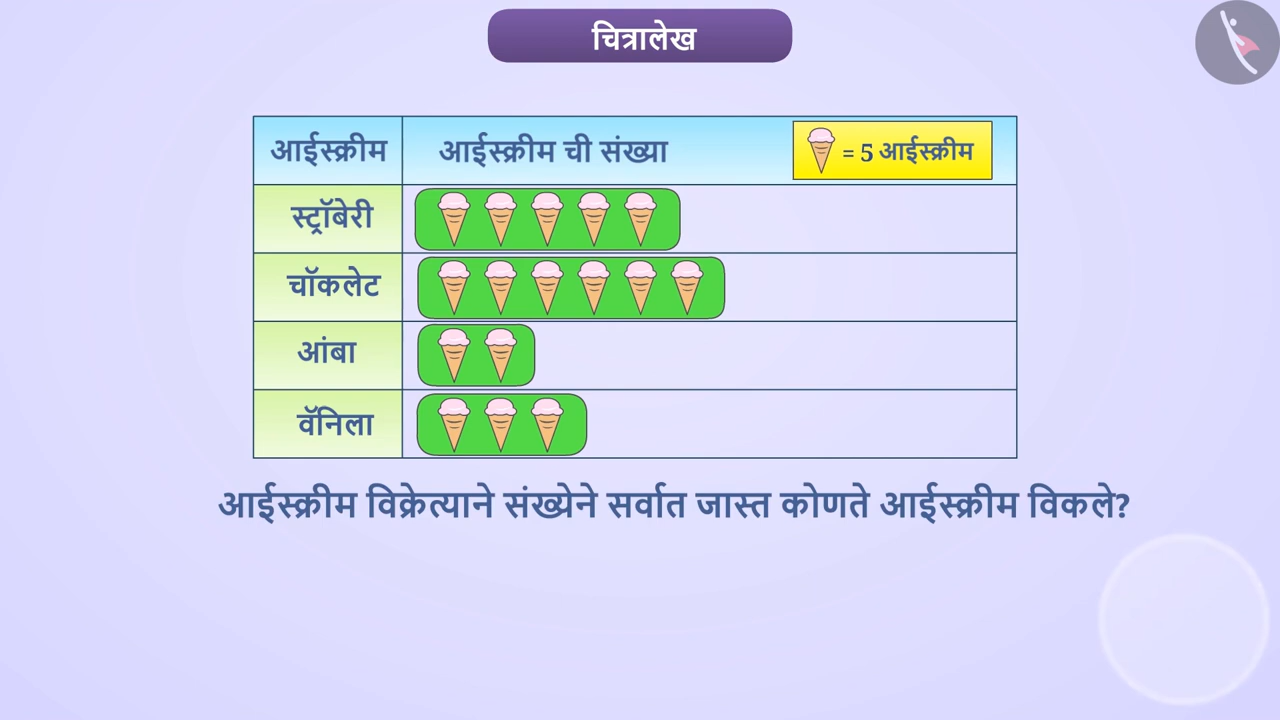 चित्रालेख
आईस्क्रीम
आईस्क्रीम ची संख्या
= 5 आईस्क्रीम
स्ट्रॉबेरी
चॉकलेट
आंबा
वॅनिला
आईस्क्रीम विक्रेत्याने संख्येने सर्वात जास्त कोणते आईस्क्रीम विकले?